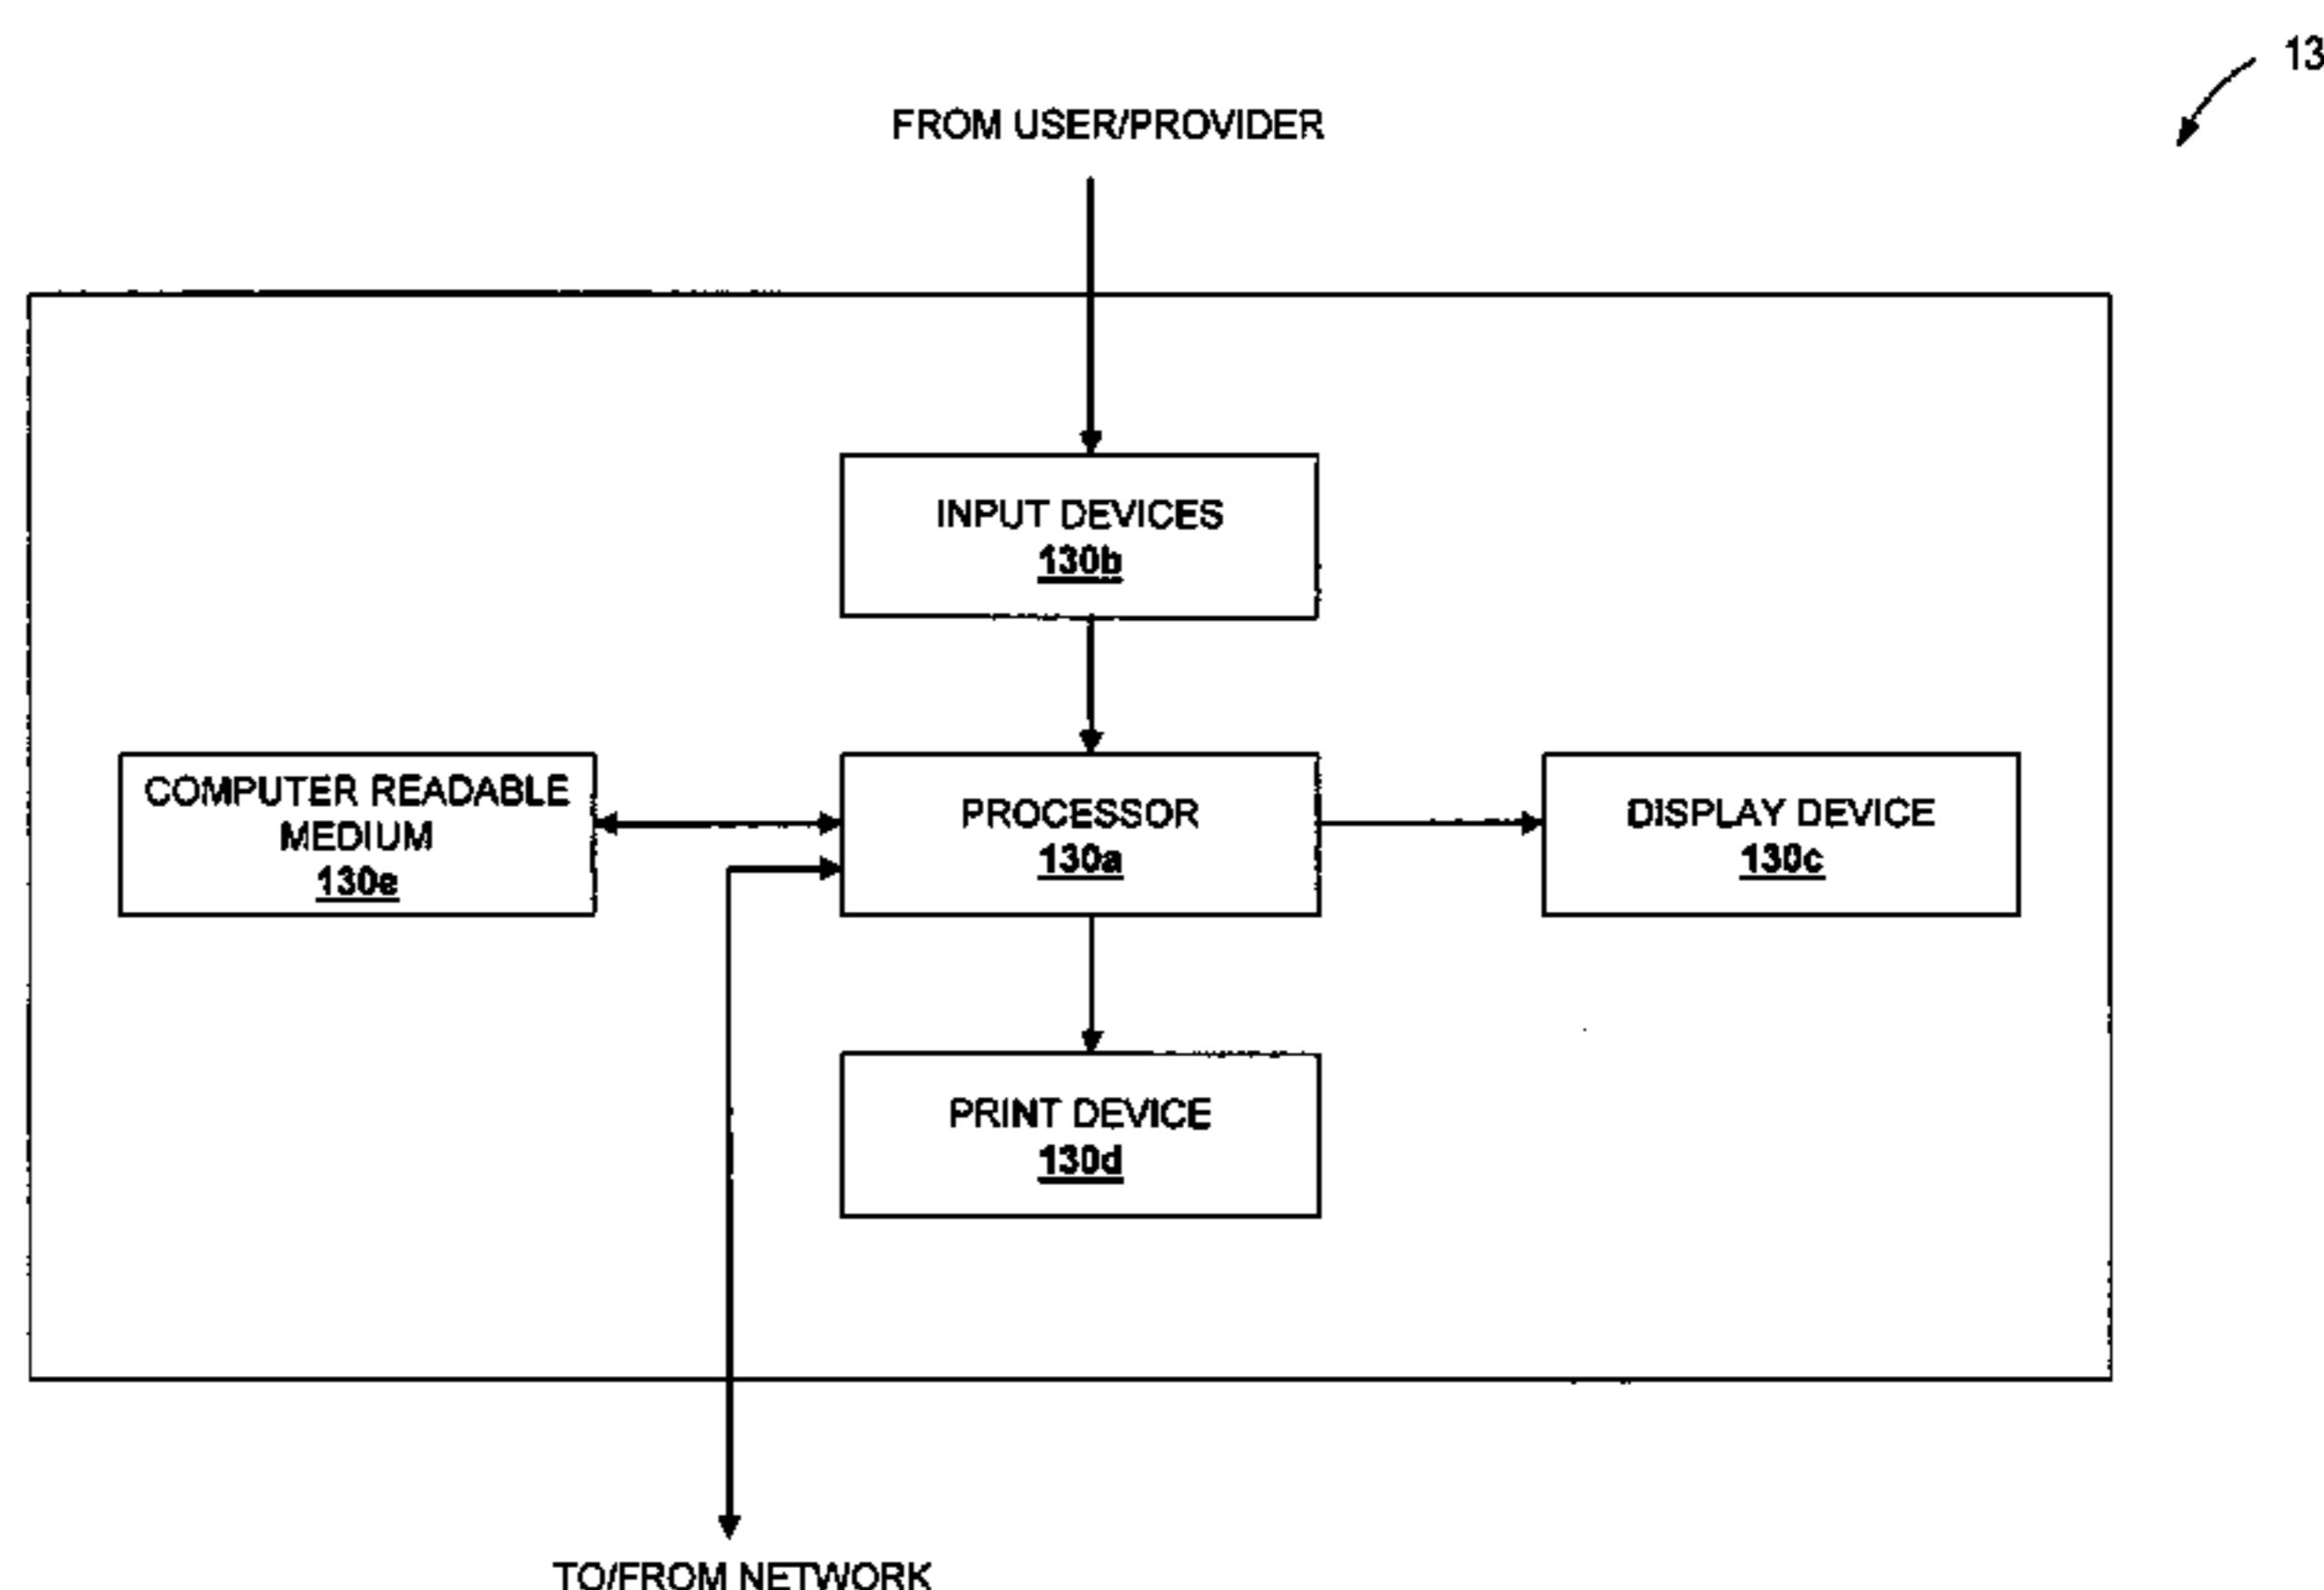 13
FROM USER/PROVIDER
INPUT DEVICES
130b
COMPUTER READABLE
MEDIUM
130e
PROCESSOR
130a
DISPLAY DEVICE
130c
PRINT DEVICE
130d
TO/FROM NETWORK